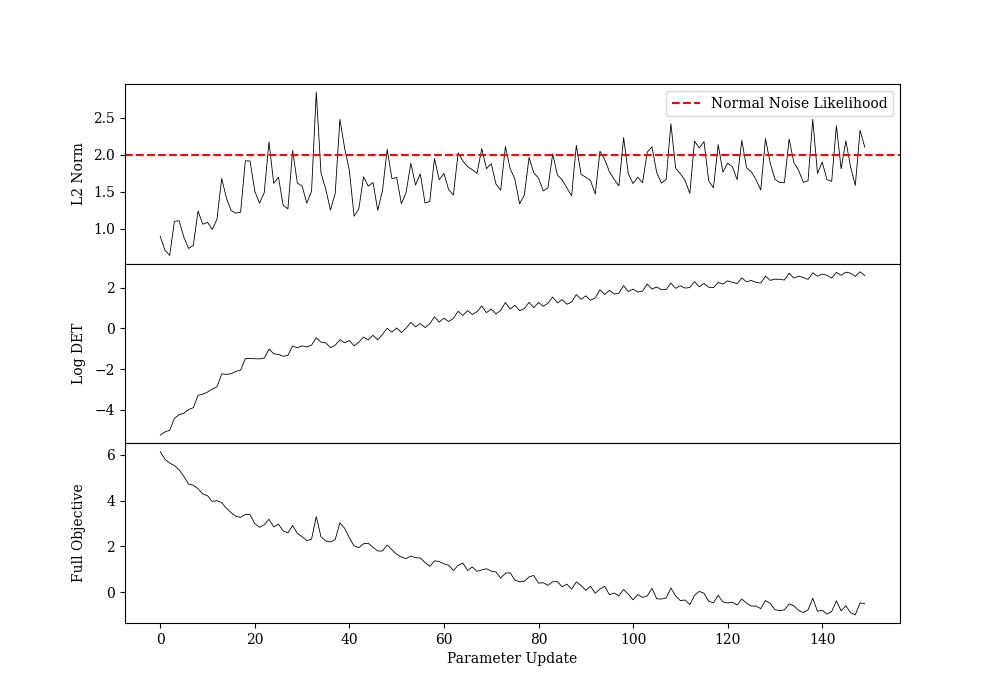 Normal Noise Likelihood
L2 Norm
2.5
2.0
1.5
1.0
Log DET
2
0
−2
−4
Full Objective
6
4
2
0
0 20 40 60 80 100 120 140
Parameter Update